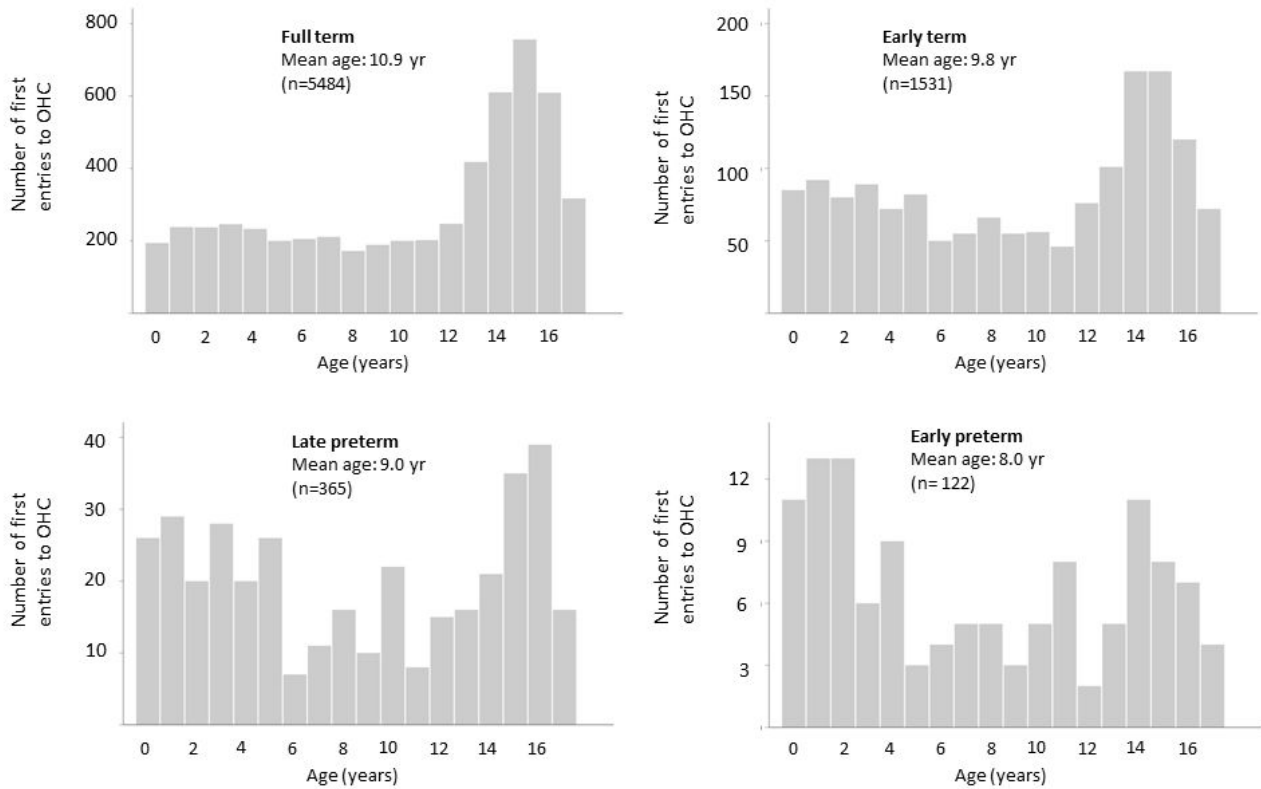 Full term
Mean age: 10.9 yr
(n=5484)
Number of first
entries to OHC
800
600
400
200
0 2 4 6 8 10 12 14 16
Age (years)
Early term
Mean age: 9.8 yr
(n=1531)
Number of first
entries to OHC
200
150
100
50
0 2 4 6 8 10 12 14 16
Age (years)
Late preterm
Mean age: 9.0 yr
(n=365)
Number of first
entries to OHC
40
30
20
10
0 2 4 6 8 10 12 14 16
Age (years)
Early preterm
Mean age: 8.0 yr
(n= 122)
Number of first
entries to OHC
12
9
6
3
0 2 4 6 8 10 12 14 16
Age (years)